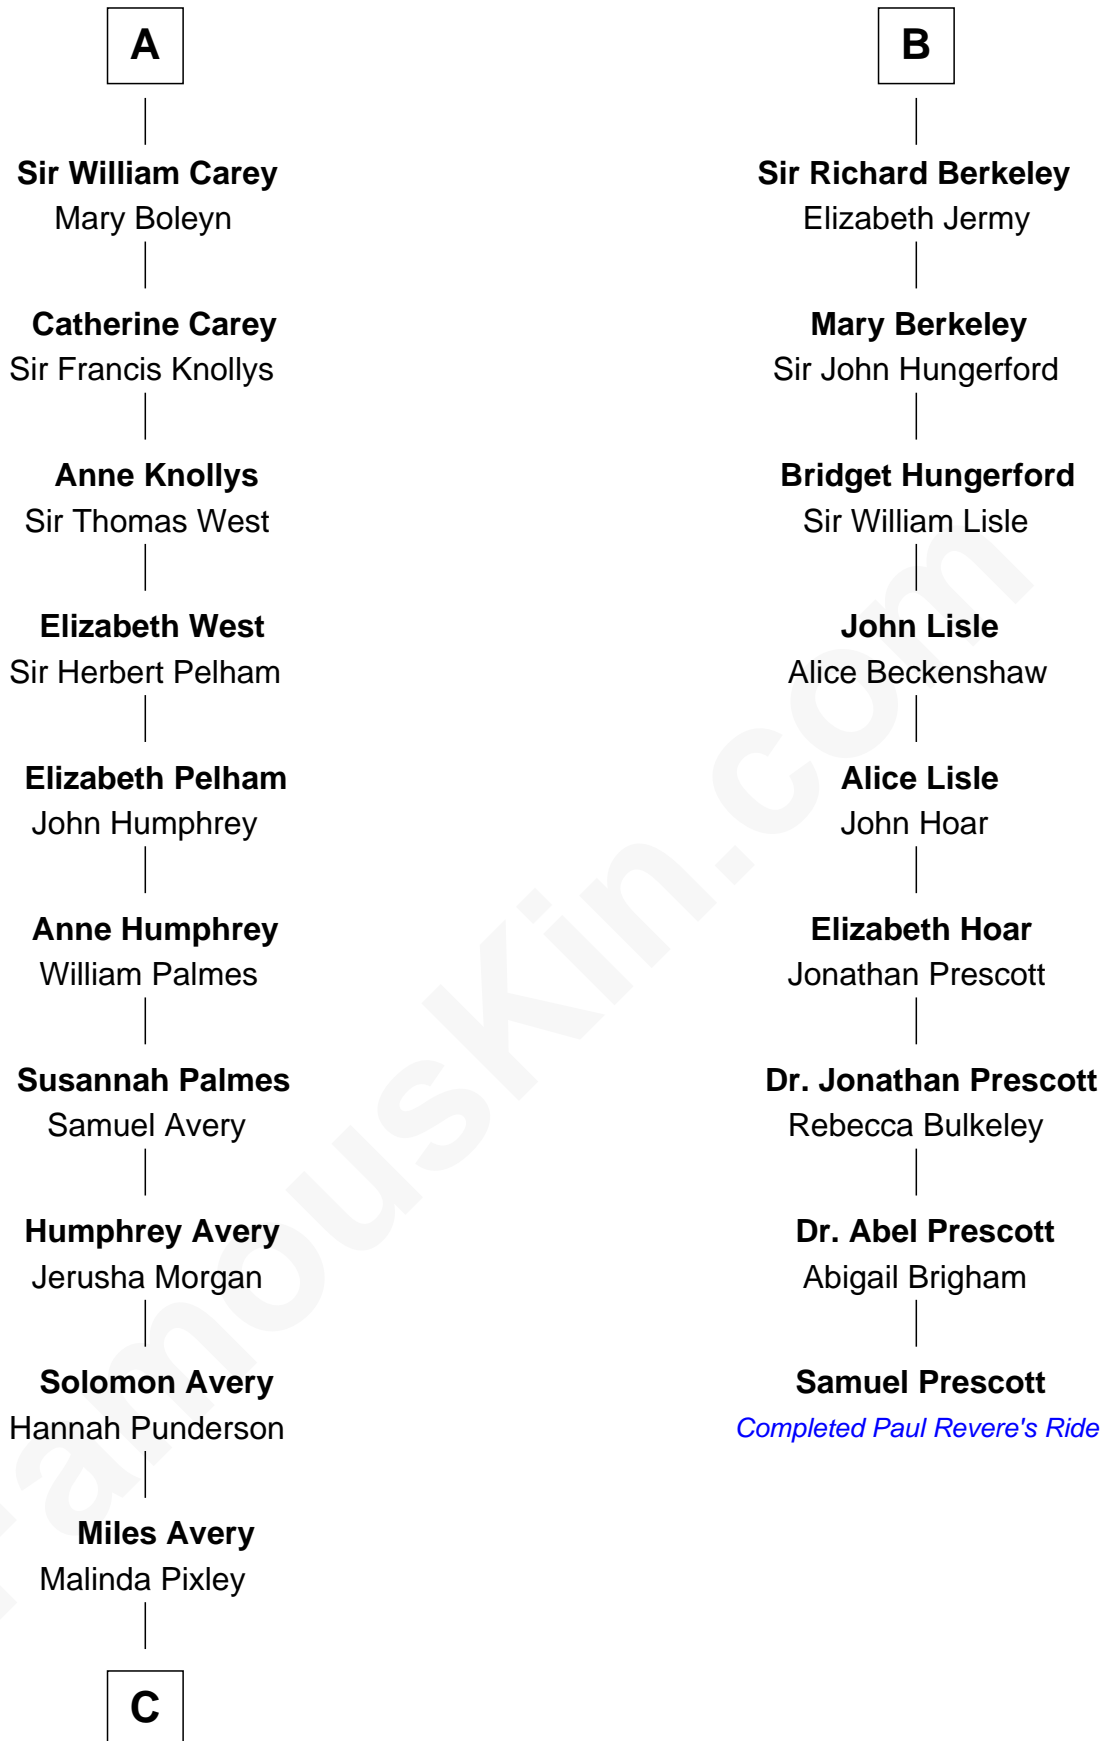 A
Sir William Carey
Mary Boleyn
Catherine Carey
Sir Francis Knollys
Anne Knollys
Sir Thomas West
Elizabeth West
Sir Herbert Pelham
Elizabeth Pelham
John Humphrey
Anne Humphrey
William Palmes
Susannah Palmes
Samuel Avery
Humphrey Avery
Jerusha Morgan
Solomon Avery
Hannah Punderson
Miles Avery
Malinda Pixley
C
B
Sir Richard Berkeley
Elizabeth Jermy
Mary Berkeley
Sir John Hungerford
Bridget Hungerford
Sir William Lisle
John Lisle
Alice Beckenshaw
Alice Lisle
John Hoar
Elizabeth Hoar
Jonathan Prescott
Dr. Jonathan Prescott
Rebecca Bulkeley
Dr. Abel Prescott
Abigail Brigham
Samuel Prescott
Completed Paul Revere's Ride
FamousKin.com